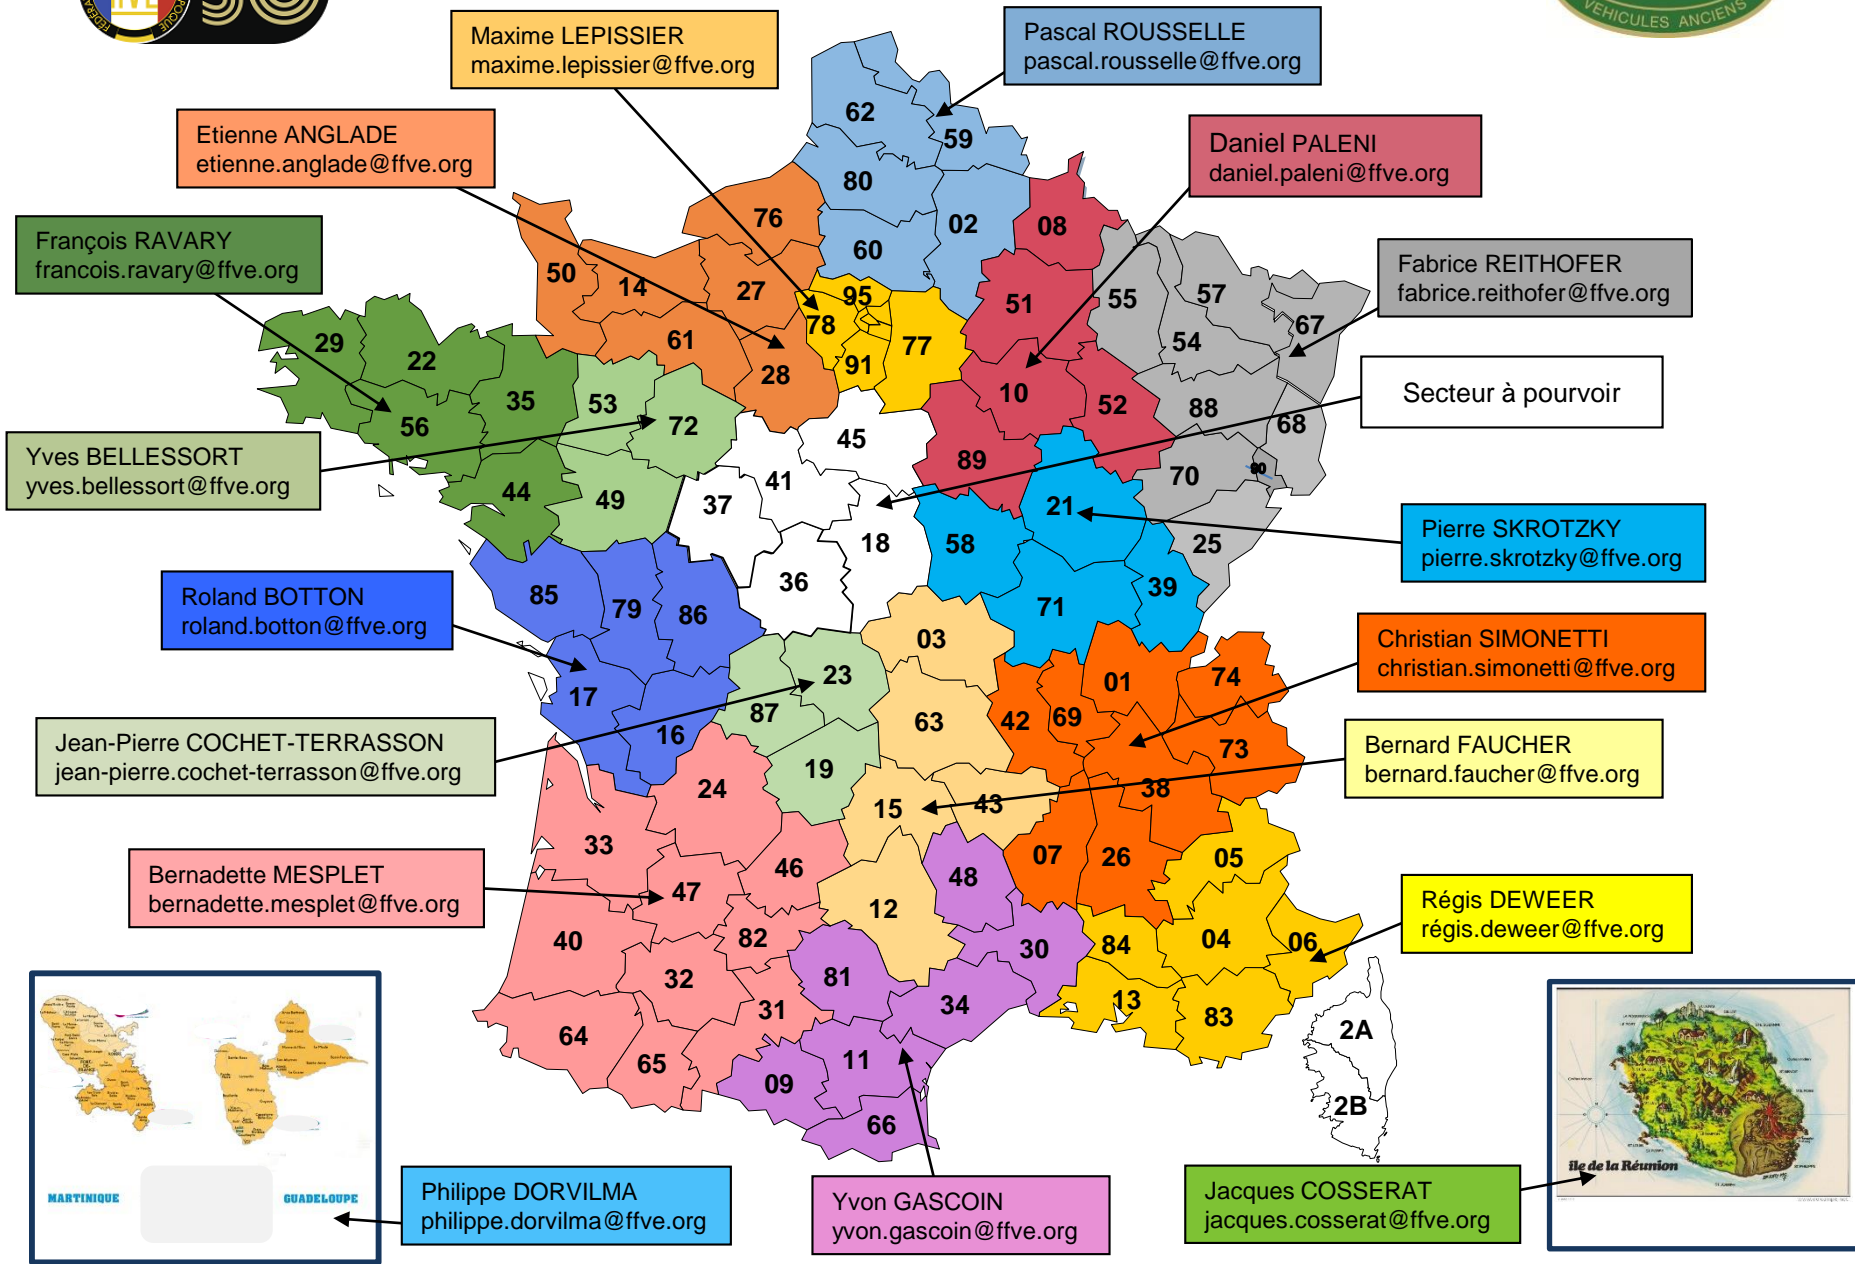 FIVE
VEHICULES ANCIENS
Maxime LEPISSIER
maxime.lepissier@ffve.org
Pascal ROUSSELLE
pascal.rousselle@ffve.org
Etienne ANGLADE
etienne.anglade@ffve.org
Daniel PALENI
daniel.paleni@ffve.org
François RAVARY
francois.ravary@ffve.org
Fabrice REITHOFER
fabrice.reithofer@ffve.org
Secteur à pourvoir
Yves BELLESSORT
yves.bellessort@ffve.org
Pierre SKROTZKY
pierre.skrotzky@ffve.org
Roland BOTTON
roland.botton@ffve.org
Christian SIMONETTI
christian.simonetti@ffve.org
Jean-Pierre COCHET-TERRASSON
jean-pierre.cochet-terrasson@ffve.org
Bernard FAUCHER
bernard.faucher@ffve.org
Bernadette MESPLET
bernadette.mesplet@ffve.org
Régis DEWEER
régis.deweer@ffve.org
Philippe DORVILMA
philippe.dorvilma@ffve.org
Yvon GASCOIN
yvon.gascoin@ffve.org
Jacques COSSERAT
jacques.cosserat@ffve.org
62
59
80
02
60
08
76
50
14
27
61
28
95
78
91
77
51
10
52
89
55
57
54
67
88
68
70
90
25
29
22
35
56
44
53
72
49
45
41
37
18
36
58
21
71
39
85
79
86
17
16
23
87
19
03
63
15
43
12
42
69
01
74
73
38
07
26
05
04
06
84
13
83
24
33
46
47
40
82
32
31
64
65
48
30
81
34
11
09
66
2A
2B
MARTINIQUE
GUADELOUPE
île de la Réunion